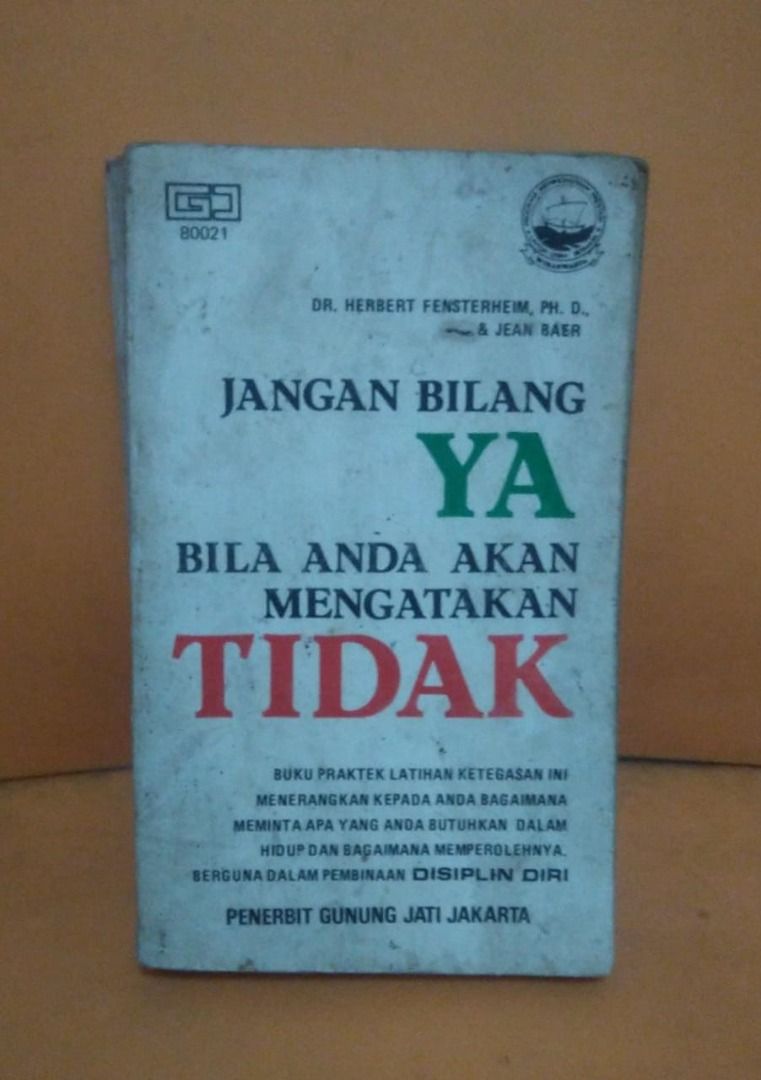 GJ
80021
DR. HERBERT FENSTERHEIM, PH. D.,
& JEAN BAER
JANGAN BILANG
YA
BILA ANDA AKAN
MENGATAKAN
TIDAK
BUKU PRAKTEK LATIHAN KETEGASAN INI
MENERANGKAN KEPADA ANDA BAGAIMANA
MEMINTA APA YANG ANDA BUTUHKAN DALAM
HIDUP DAN BAGAIMANA MEMPEROLEHNYA.
BERGUNA DALAM PEMBINAAN DISIPLIN DIRI
PENERBIT GUNUNG JATI JAKARTA